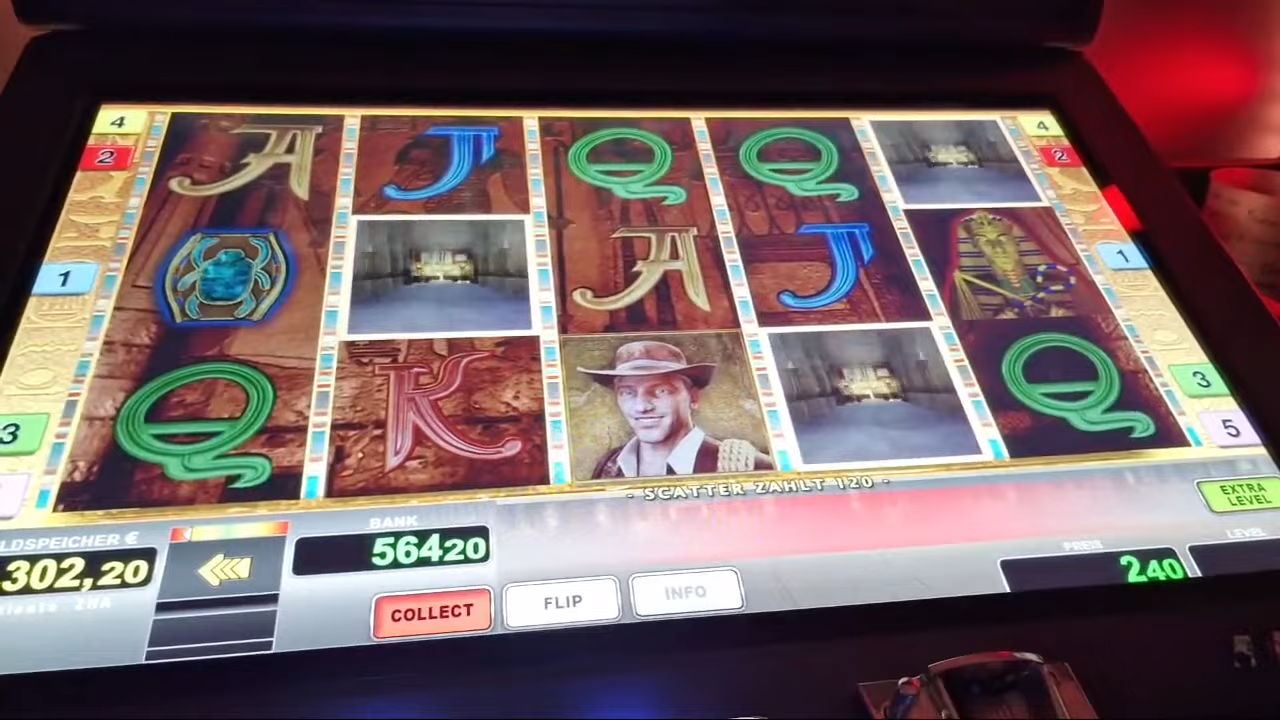 4
2
1
3
A
J
Q
Q
A
J
Q
K
Q
4
2
1
3
5
- SCATTER ZAHLT 120 -
EXTRA
LEVEL
LDSPEICHER €
302,20
BANK
56420
COLLECT
FLIP
INFO
PREIS
240
LEVEL